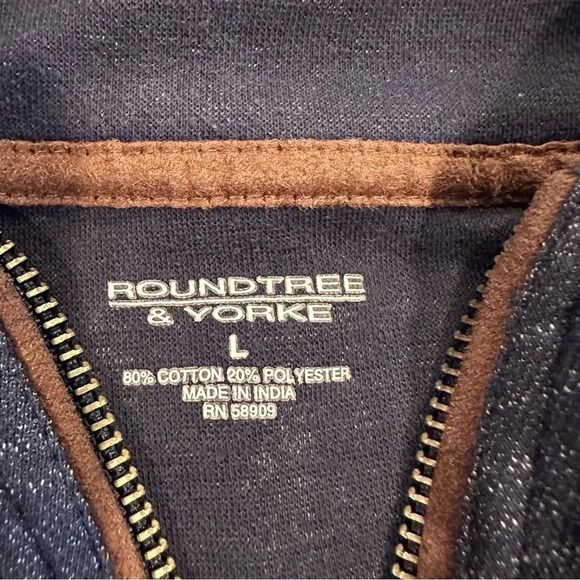 ROUNDTREE
& YORKE
L
80% COTTON 20% POLYESTER
MADE IN INDIA
RN 58909